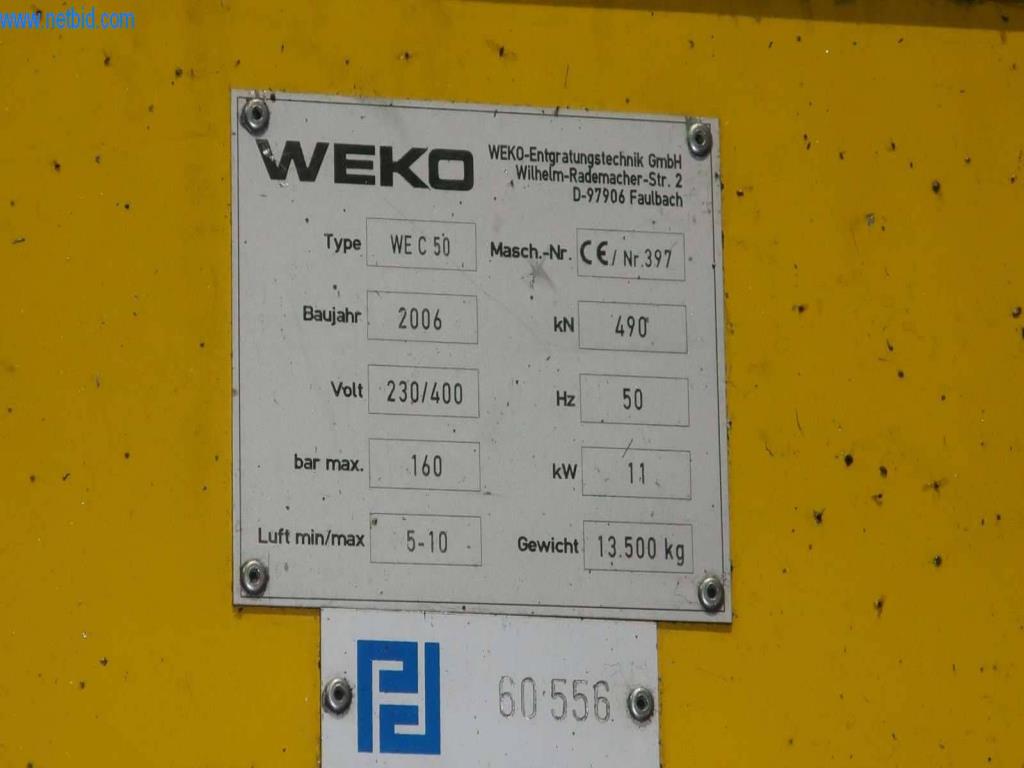 www.netbid.com
WEKO
WEKO-Entgratungstechnik GmbH
Wilhelm-Rademacher-Str. 2
D-97906 Faulbach
Type WE C 50 Masch.-Nr. CE / Nr.397
Baujahr 2006 kN 490
Volt 230/400 Hz 50
bar max. 160 kW 11
Luft min/max 5-10 Gewicht 13.500 kg
60 556